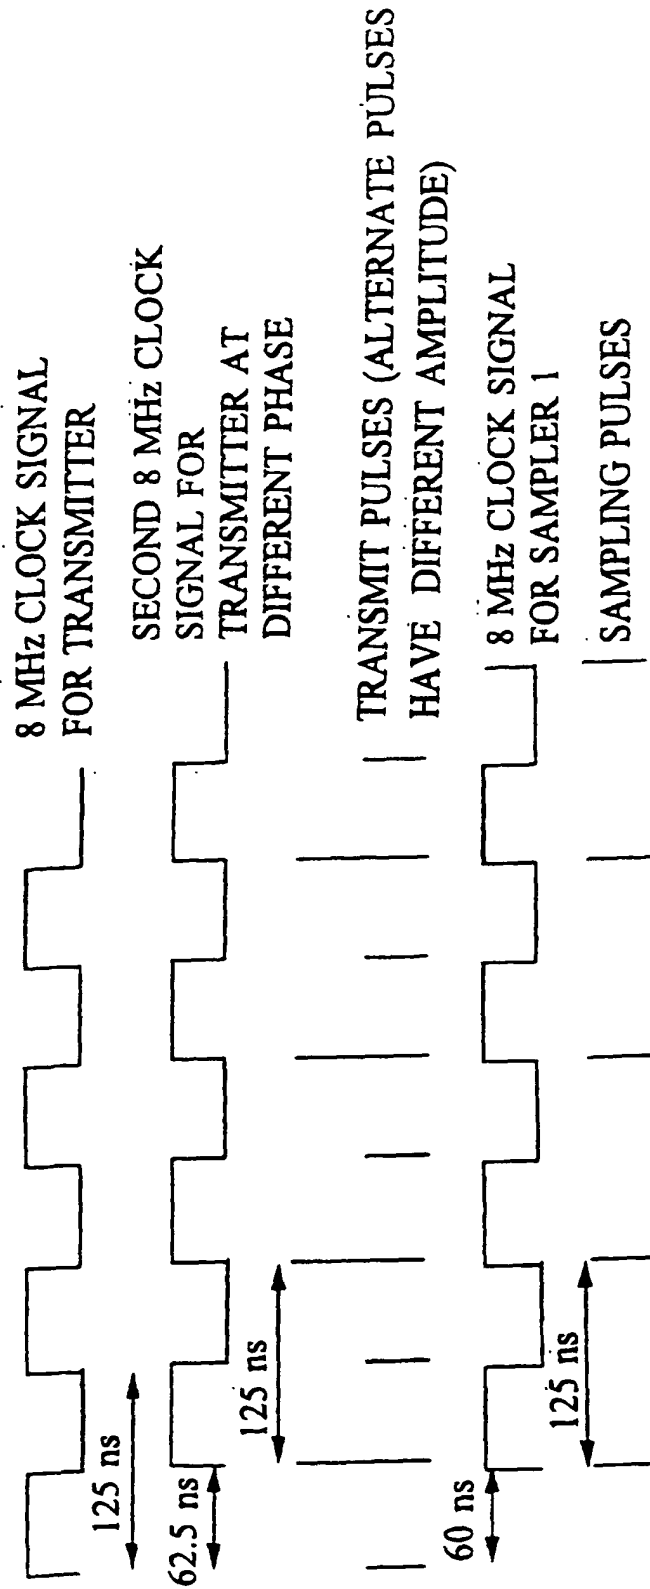 8 MHz CLOCK SIGNAL
FOR TRANSMITTER
125 ns
SECOND 8 MHz CLOCK
SIGNAL FOR
TRANSMITTER AT
DIFFERENT PHASE
62.5 ns
125 ns
TRANSMIT PULSES (ALTERNATE PULSES
HAVE DIFFERENT AMPLITUDE)
8 MHz CLOCK SIGNAL
FOR SAMPLER 1
60 ns
125 ns
SAMPLING PULSES